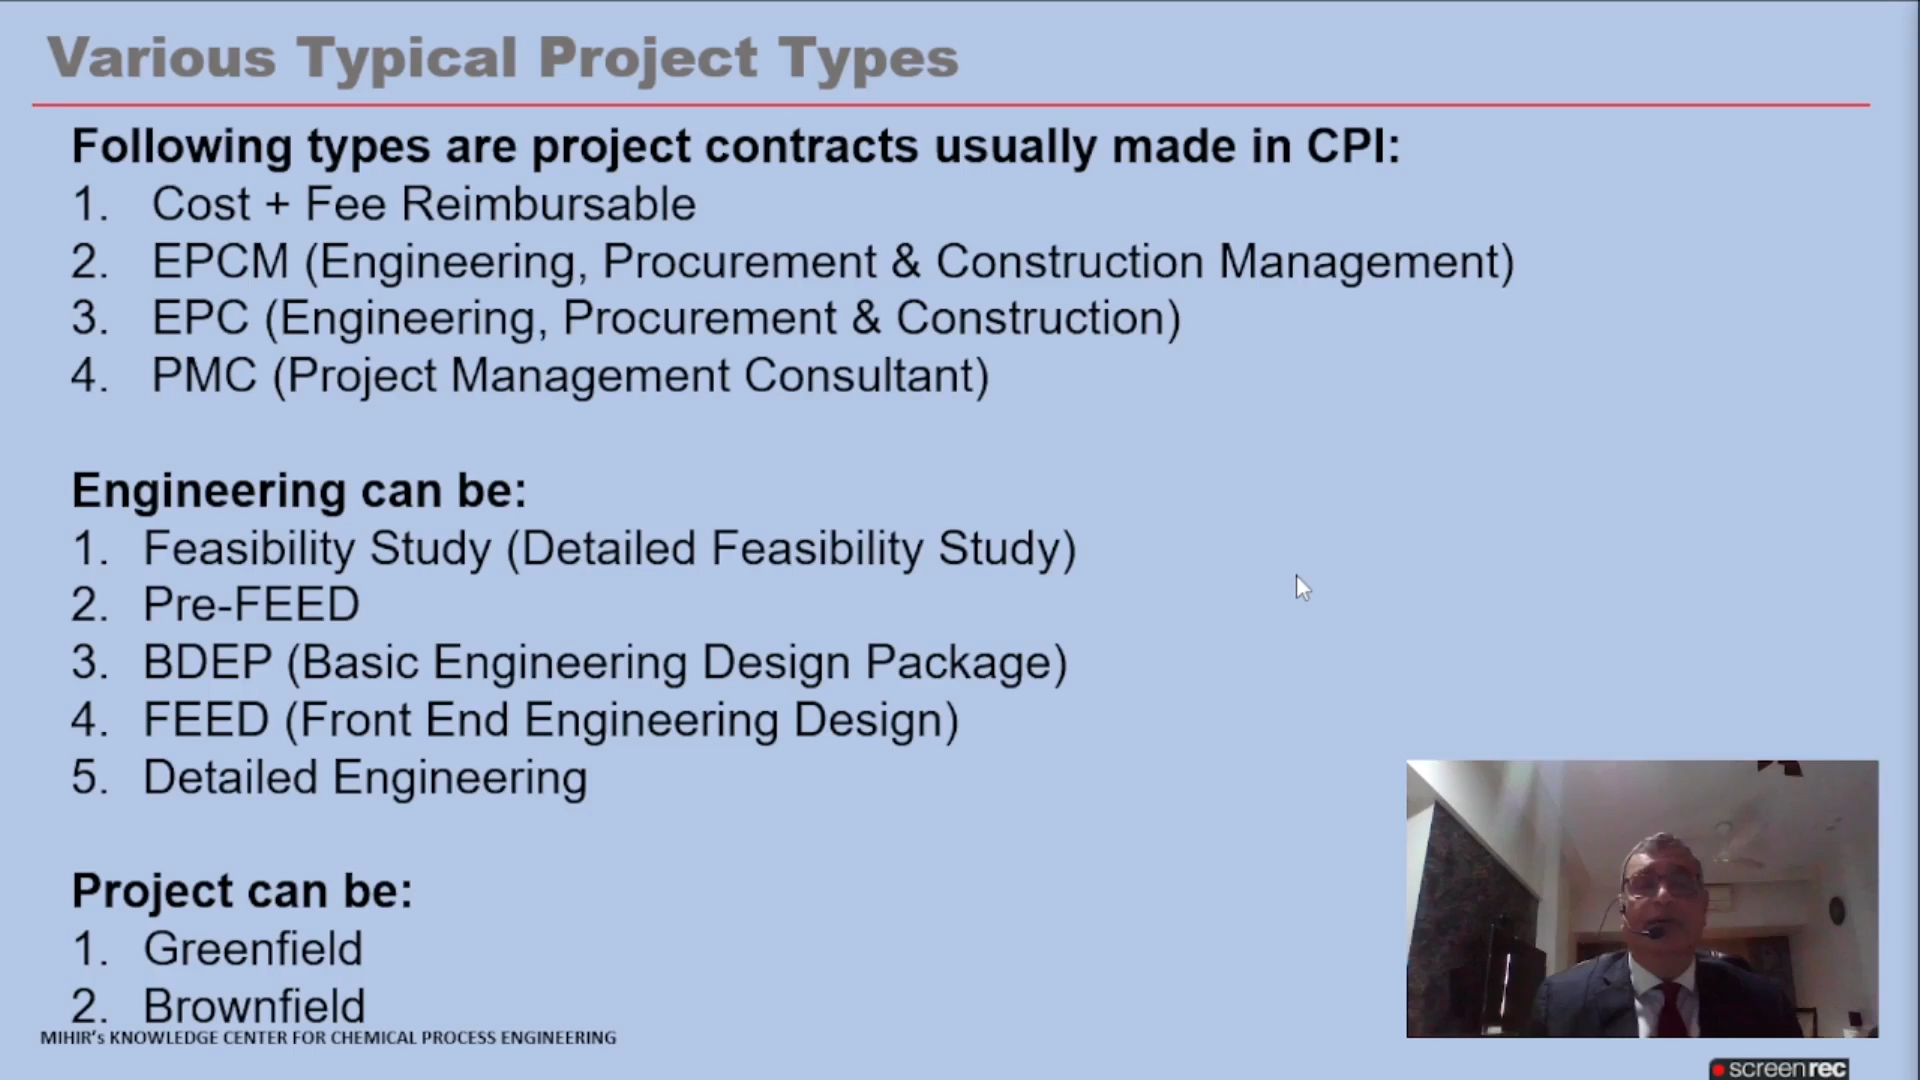 Various Typical Project Types
Following types are project contracts usually made in CPI:
1. Cost + Fee Reimbursable
2. EPCM (Engineering, Procurement & Construction Management)
3. EPC (Engineering, Procurement & Construction)
4. PMC (Project Management Consultant)
Engineering can be:
1. Feasibility Study (Detailed Feasibility Study)
2. Pre-FEED
3. BDEP (Basic Engineering Design Package)
4. FEED (Front End Engineering Design)
5. Detailed Engineering
Project can be:
1. Greenfield
2. Brownfield
MIHIR's KNOWLEDGE CENTER FOR CHEMICAL PROCESS ENGINEERING
screenrec